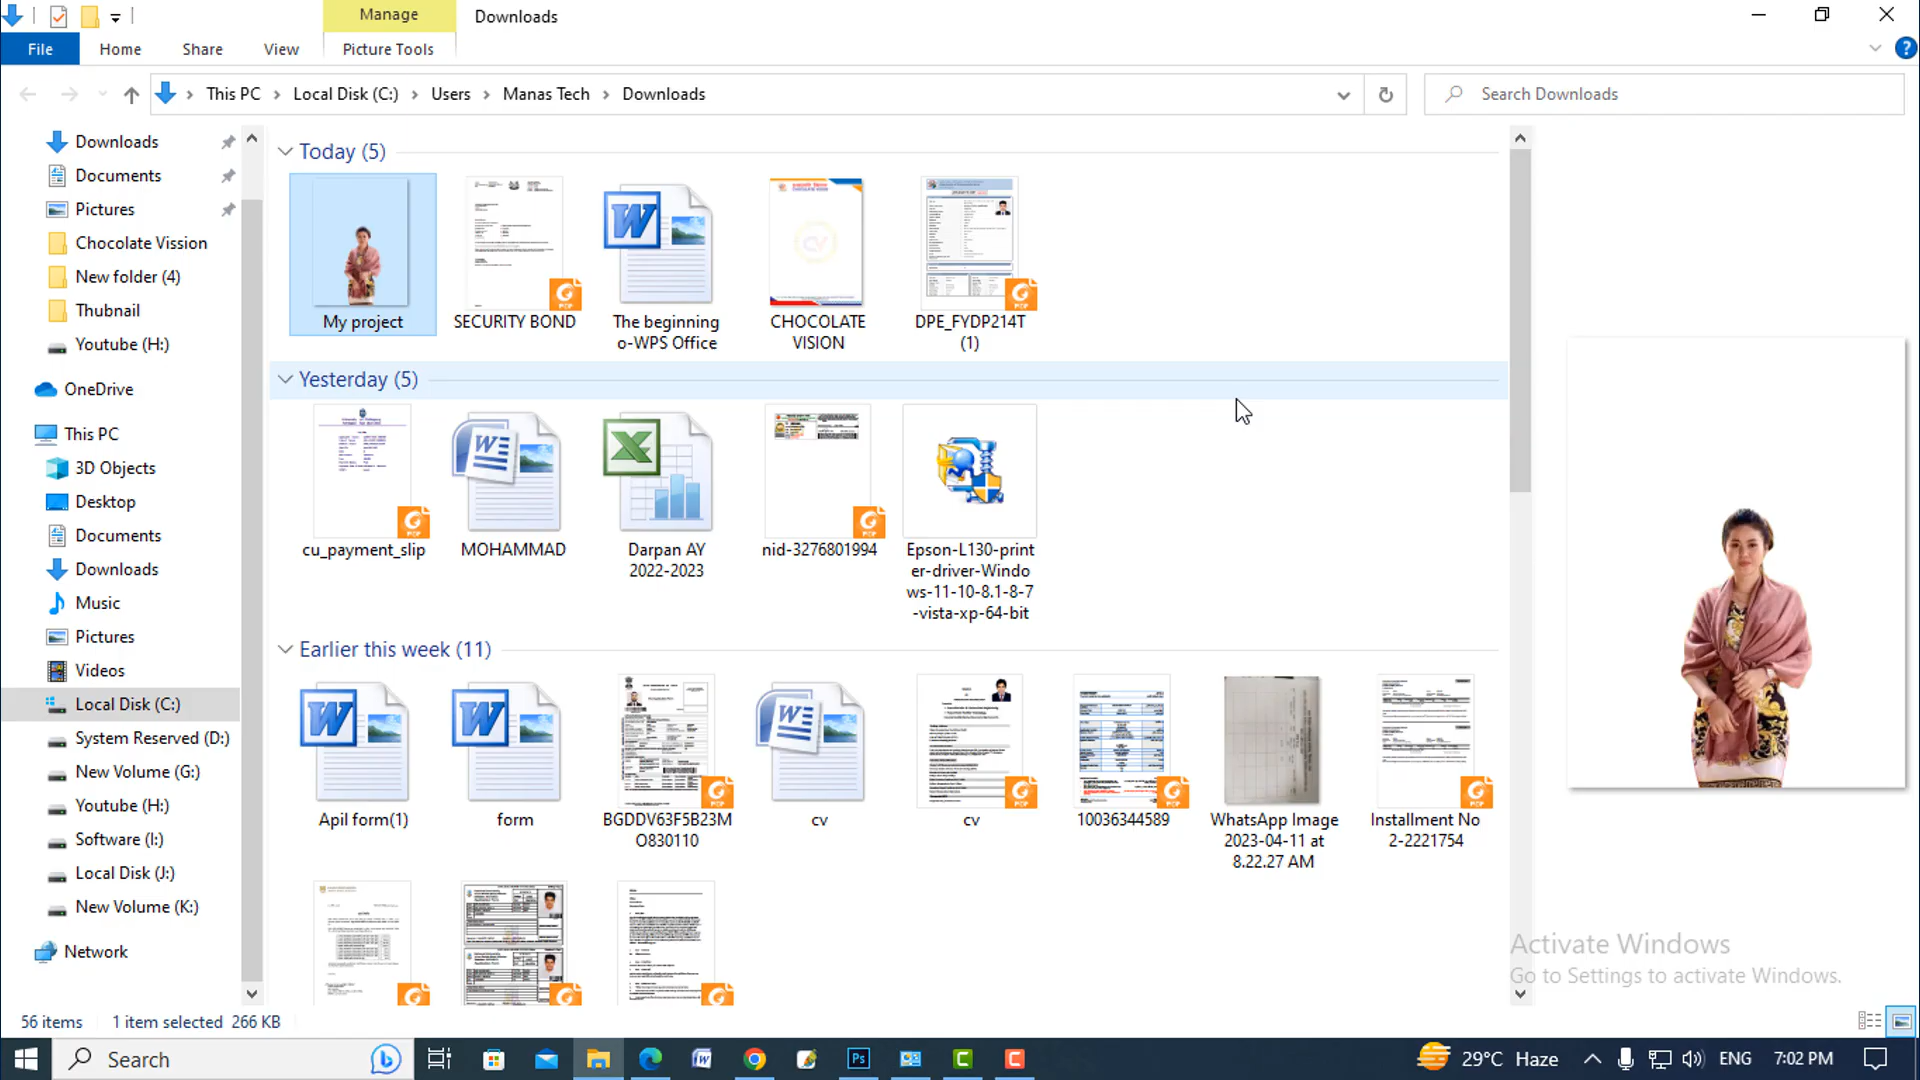 Manage
Downloads
File
Home
Share
View
Picture Tools
This PC
Local Disk (C:)
Users
Manas Tech
Downloads
Search Downloads
Downloads
Documents
Pictures
Chocolate Vission
New folder (4)
Thubnail
Youtube (H:)
OneDrive
This PC
3D Objects
Desktop
Documents
Downloads
Music
Pictures
Videos
Local Disk (C:)
System Reserved (D:)
New Volume (G:)
Youtube (H:)
Software (I:)
Local Disk (J:)
New Volume (K:)
Network
Today (5)
My project
SECURITY BOND
The beginning
o-WPS Office
CHOCOLATE
VISION
DPE_FYDP214T
(1)
Yesterday (5)
cu_payment_slip
MOHAMMAD
Darpan AY
2022-2023
nid-3276801994
Epson-L130-print
er-driver-Windo
ws-11-10-8.1-8-7
-vista-xp-64-bit
Earlier this week (11)
Apil form(1)
form
BGDDV63F5B23M
O830110
cv
cv
10036344589
WhatsApp Image
2023-04-11 at
8.22.27 AM
Installment No
2-2221754
Activate Windows
Go to Settings to activate Windows.
56 items
1 item selected 266 KB
Search
29°C Haze
ENG
7:02 PM